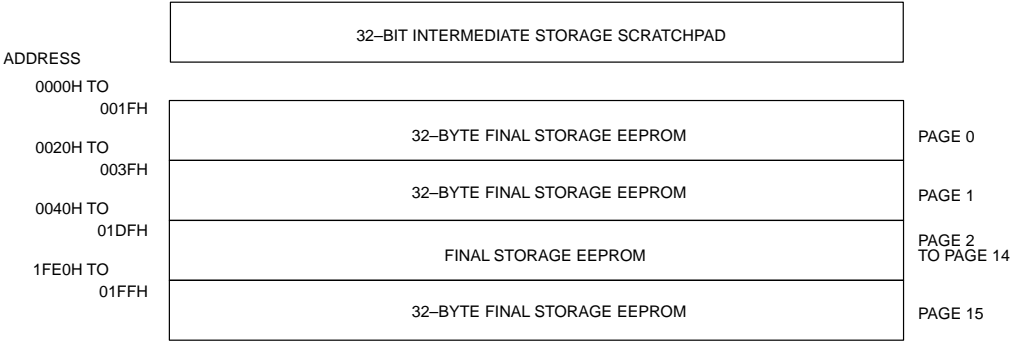 32–BIT INTERMEDIATE STORAGE SCRATCHPAD
ADDRESS
0000H TO
001FH
32–BYTE FINAL STORAGE EEPROM
PAGE 0
0020H TO
003FH
32–BYTE FINAL STORAGE EEPROM
PAGE 1
0040H TO
01DFH
FINAL STORAGE EEPROM
PAGE 2
TO PAGE 14
1FE0H TO
01FFH
32–BYTE FINAL STORAGE EEPROM
PAGE 15